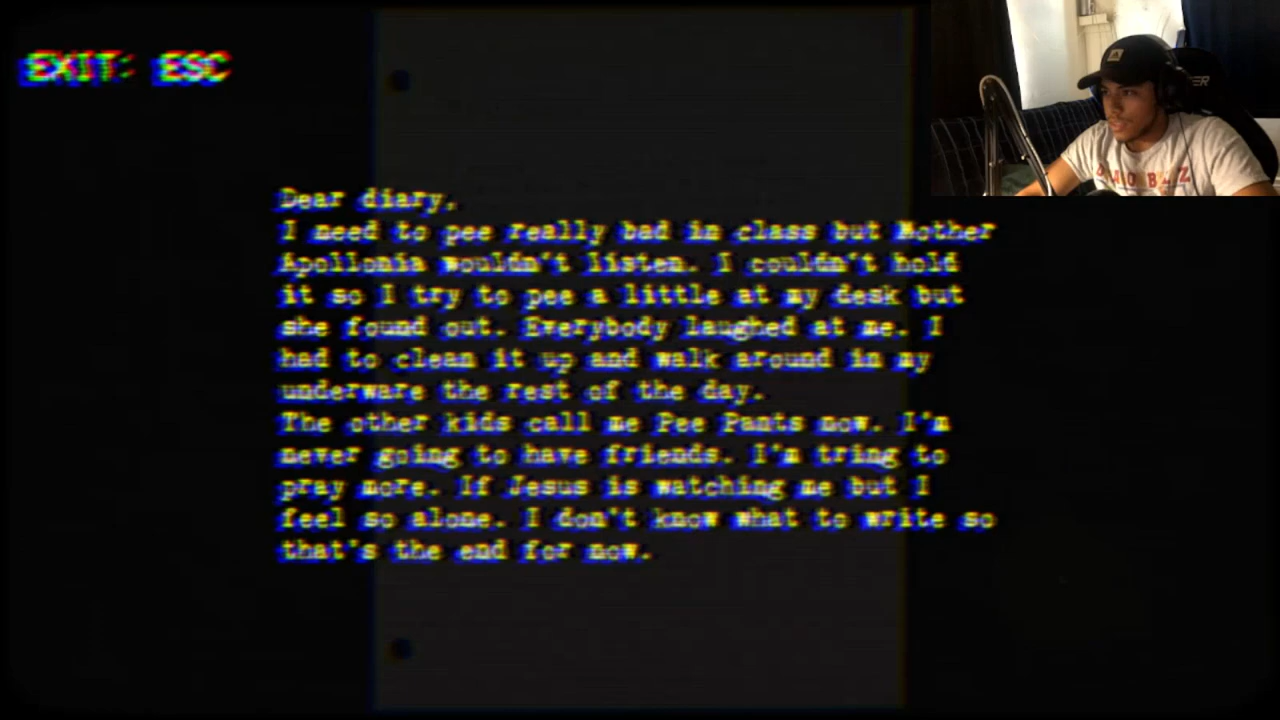 EXIT: ESC
Dear diary,
I need to pee really bad in class but Mother
Apollonia wouldn't listen. I couldn't hold
it so I try to pee a little at my desk but
she found out. Everybody laughed at me. I
had to clean it up and walk around in my
underware the rest of the day.
The other kids call me Pee Pants now. I'm
never going to have friends. I'm tring to
pray more. If Jesus is watching me but I
feel so alone. I don't know what to write so
that's the end for now.